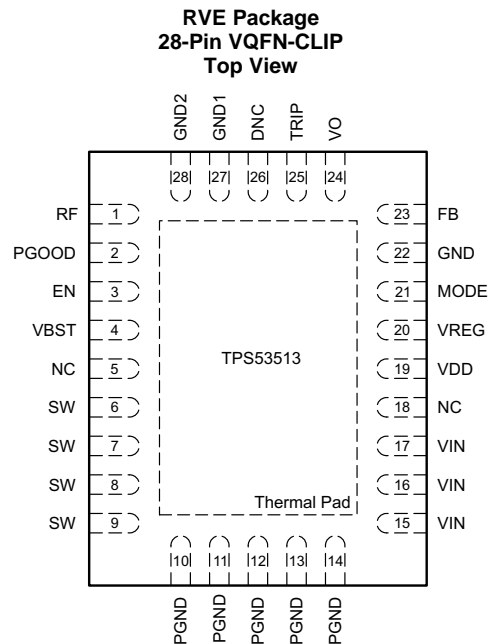 RVE Package
28-Pin VQFN-CLIP
Top View
GND2 GND1 DNC TRIP VO
28 27 26 25 24
RF 1 23 FB
PGOOD 2 22 GND
EN 3 21 MODE
VBST 4 20 VREG
NC 5 TPS53513 19 VDD
SW 6 18 NC
SW 7 17 VIN
SW 8 16 VIN
SW 9 Thermal Pad 15 VIN
10 11 12 13 14
PGND PGND PGND PGND PGND